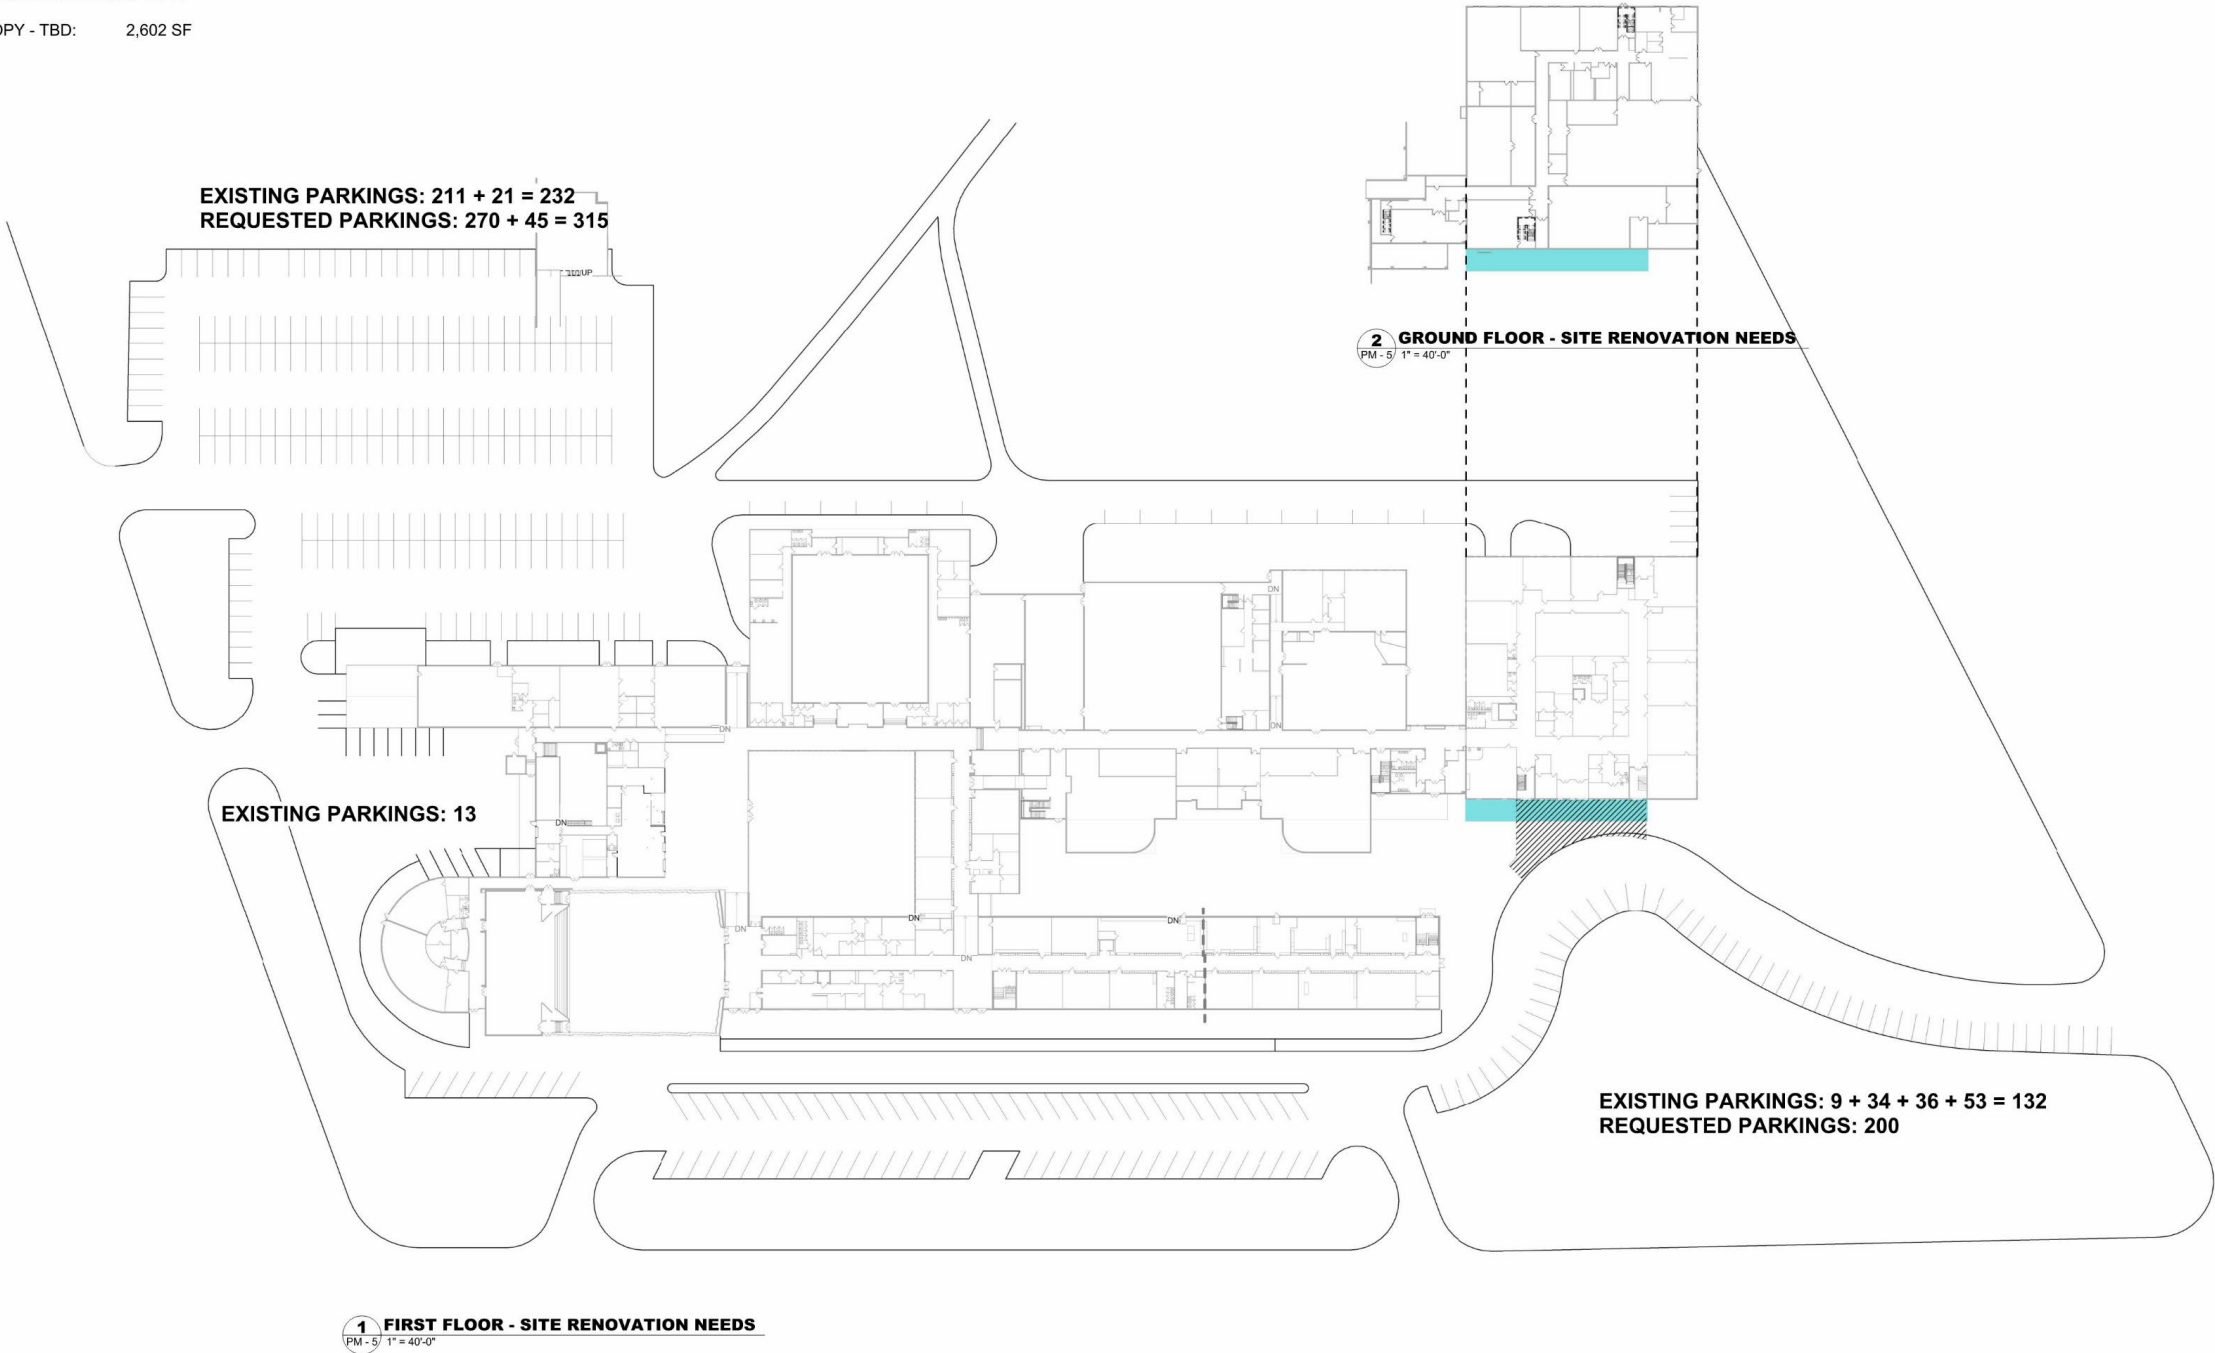 2,602 SF
- TBD:
EXISTING PARKINGS: 211 + 21 = 232
REQUESTED PARKINGS: 270 + 45 = 315
UP
2 GROUND FLOOR - SITE RENOVATION NEEDS
PM - 5 1" = 40'-0"
DN
DN
DN
EXISTING PARKINGS: 13
DN
DN
DN
DN
DN
EXISTING PARKINGS: 9 + 34 + 36 + 53 = 132
REQUESTED PARKINGS: 200
1 FIRST FLOOR - SITE RENOVATION NEEDS
PM - 5 1" = 40'-0"